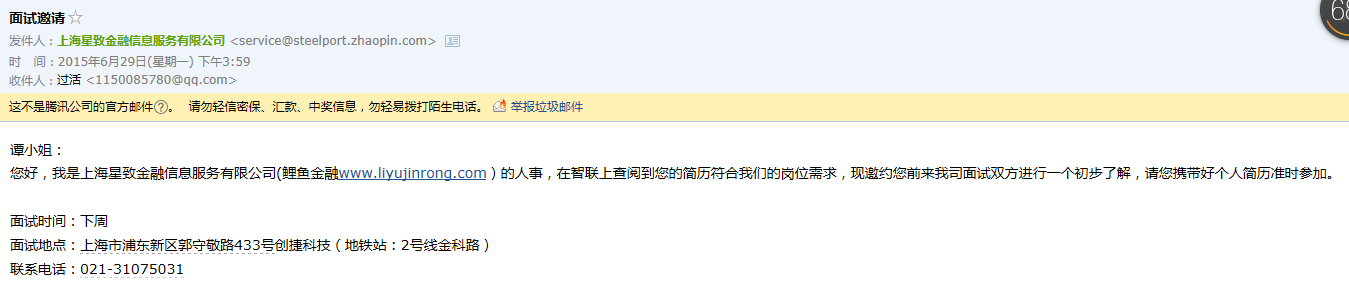 面试邀请
发件人：上海星致金融信息服务有限公司 <service@steelport.zhaopin.com>
时 间：2015年6月29日(星期一) 下午3:59
收件人：过活 <1150085780@qq.com>
这不是腾讯公司的官方邮件?。 请勿轻信密保、汇款、中奖信息，勿轻易拨打陌生电话。 举报垃圾邮件
谭小姐：
您好，我是上海星致金融信息服务有限公司(鲤鱼金融www.liyujinrong.com ) 的人事，在智联上查阅到您的简历符合我们的岗位需求，现邀约您前来我司面试双方进行一个初步了解，请您携带好个人简历准时参加。
面试时间：下周
面试地点：上海市浦东新区郭守敬路433号创捷科技（地铁站：2号线金科路）
联系电话：021-31075031